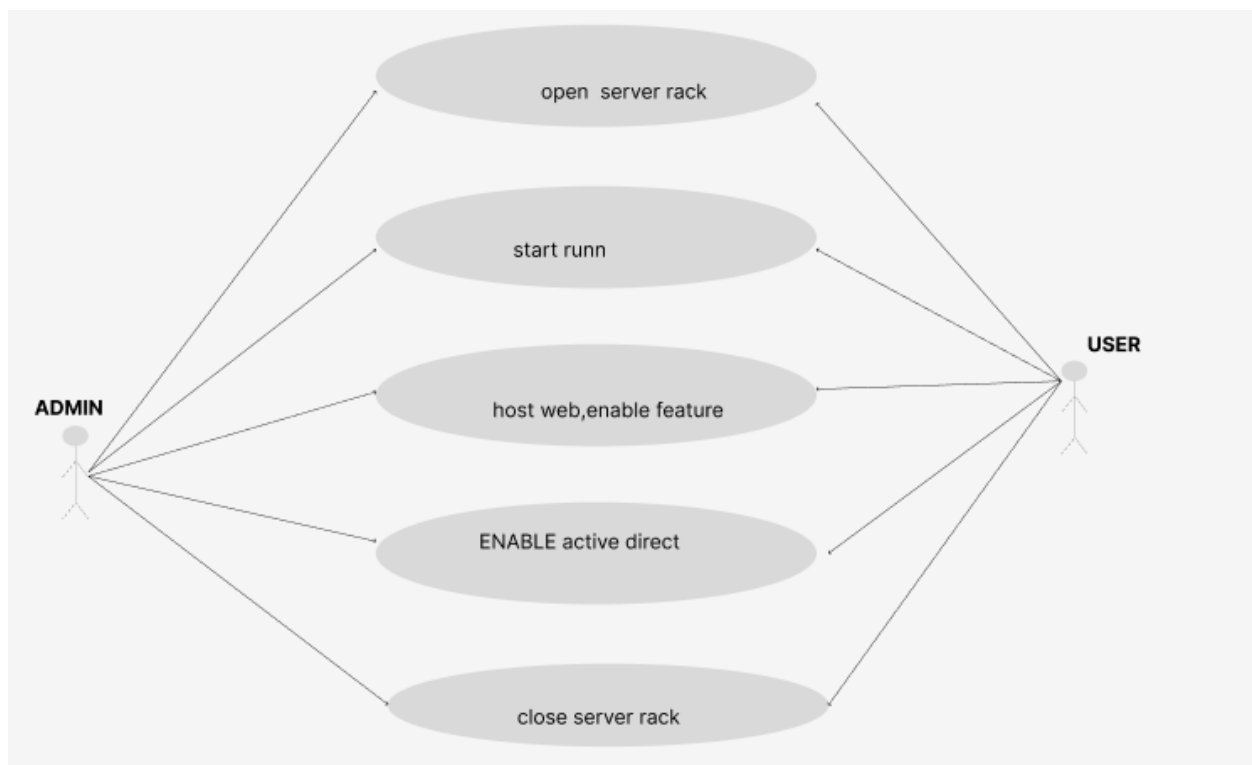 open  server rack
start runn
USER
host web,enable feature
ADMIN
ENABLE active direct
close server rack